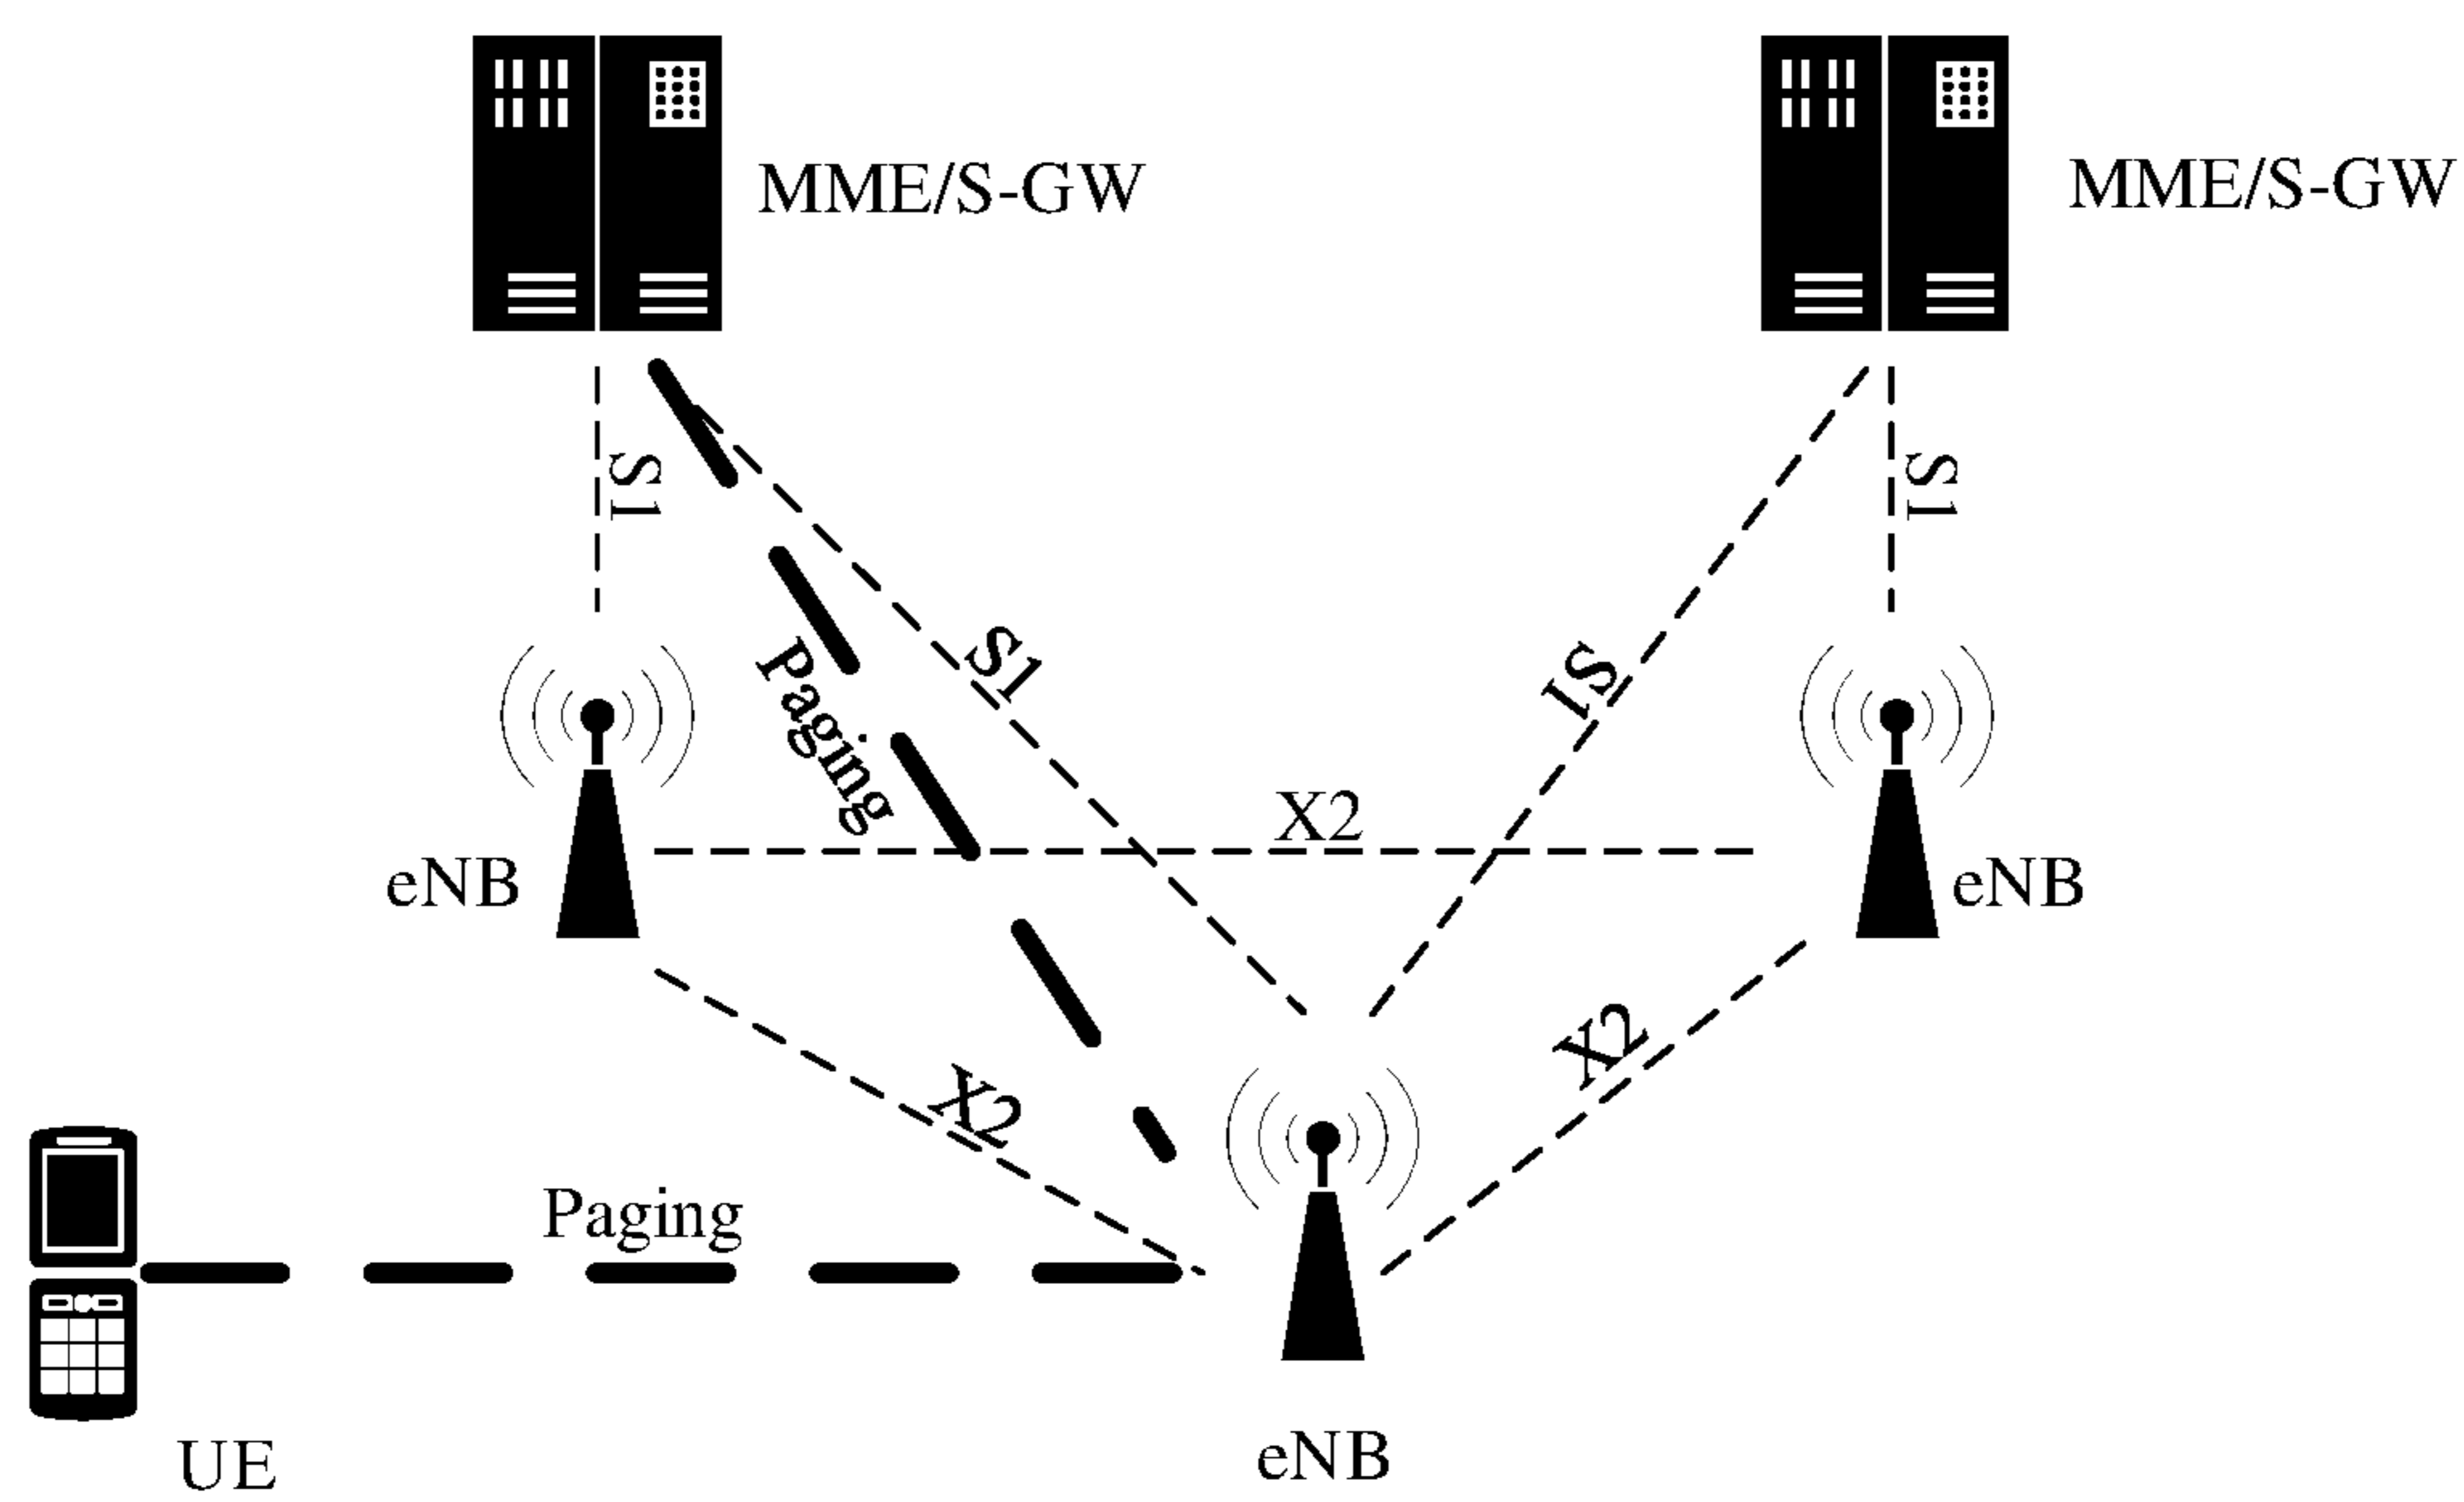 MME/S-GW
MME/S-GW
S1
S1
S1
S1
Paging
X2
eNB
eNB
X2
X2
Paging
UE
eNB